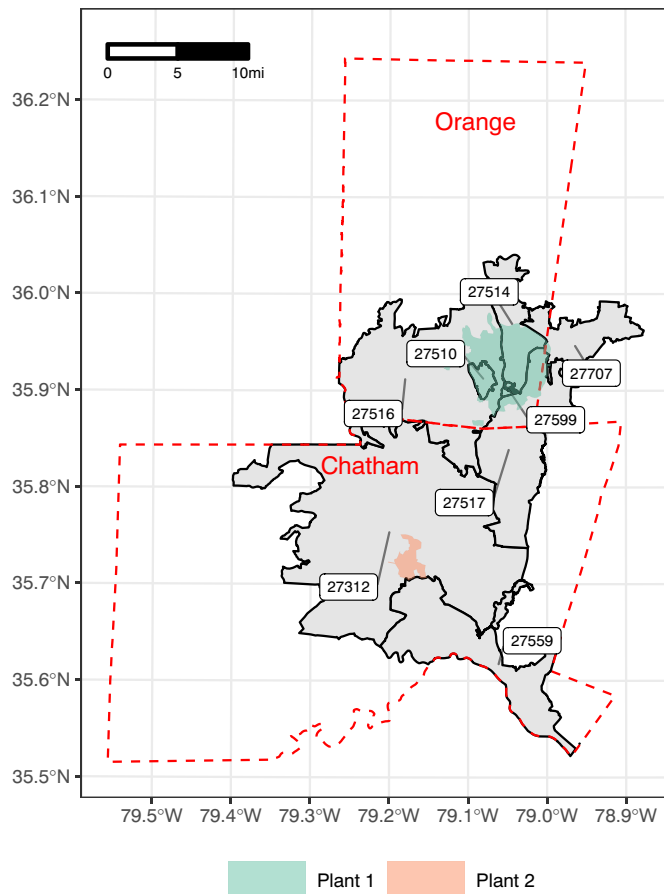 0 5 10mi
36.2°N
Orange
36.1°N
36.0°N
27514
27510
27707
35.9°N
27516
27599
Chatham
35.8°N
27517
35.7°N
27312
27559
35.6°N
35.5°N
79.5°W 79.4°W 79.3°W 79.2°W 79.1°W 79.0°W 78.9°W
Plant 1 Plant 2